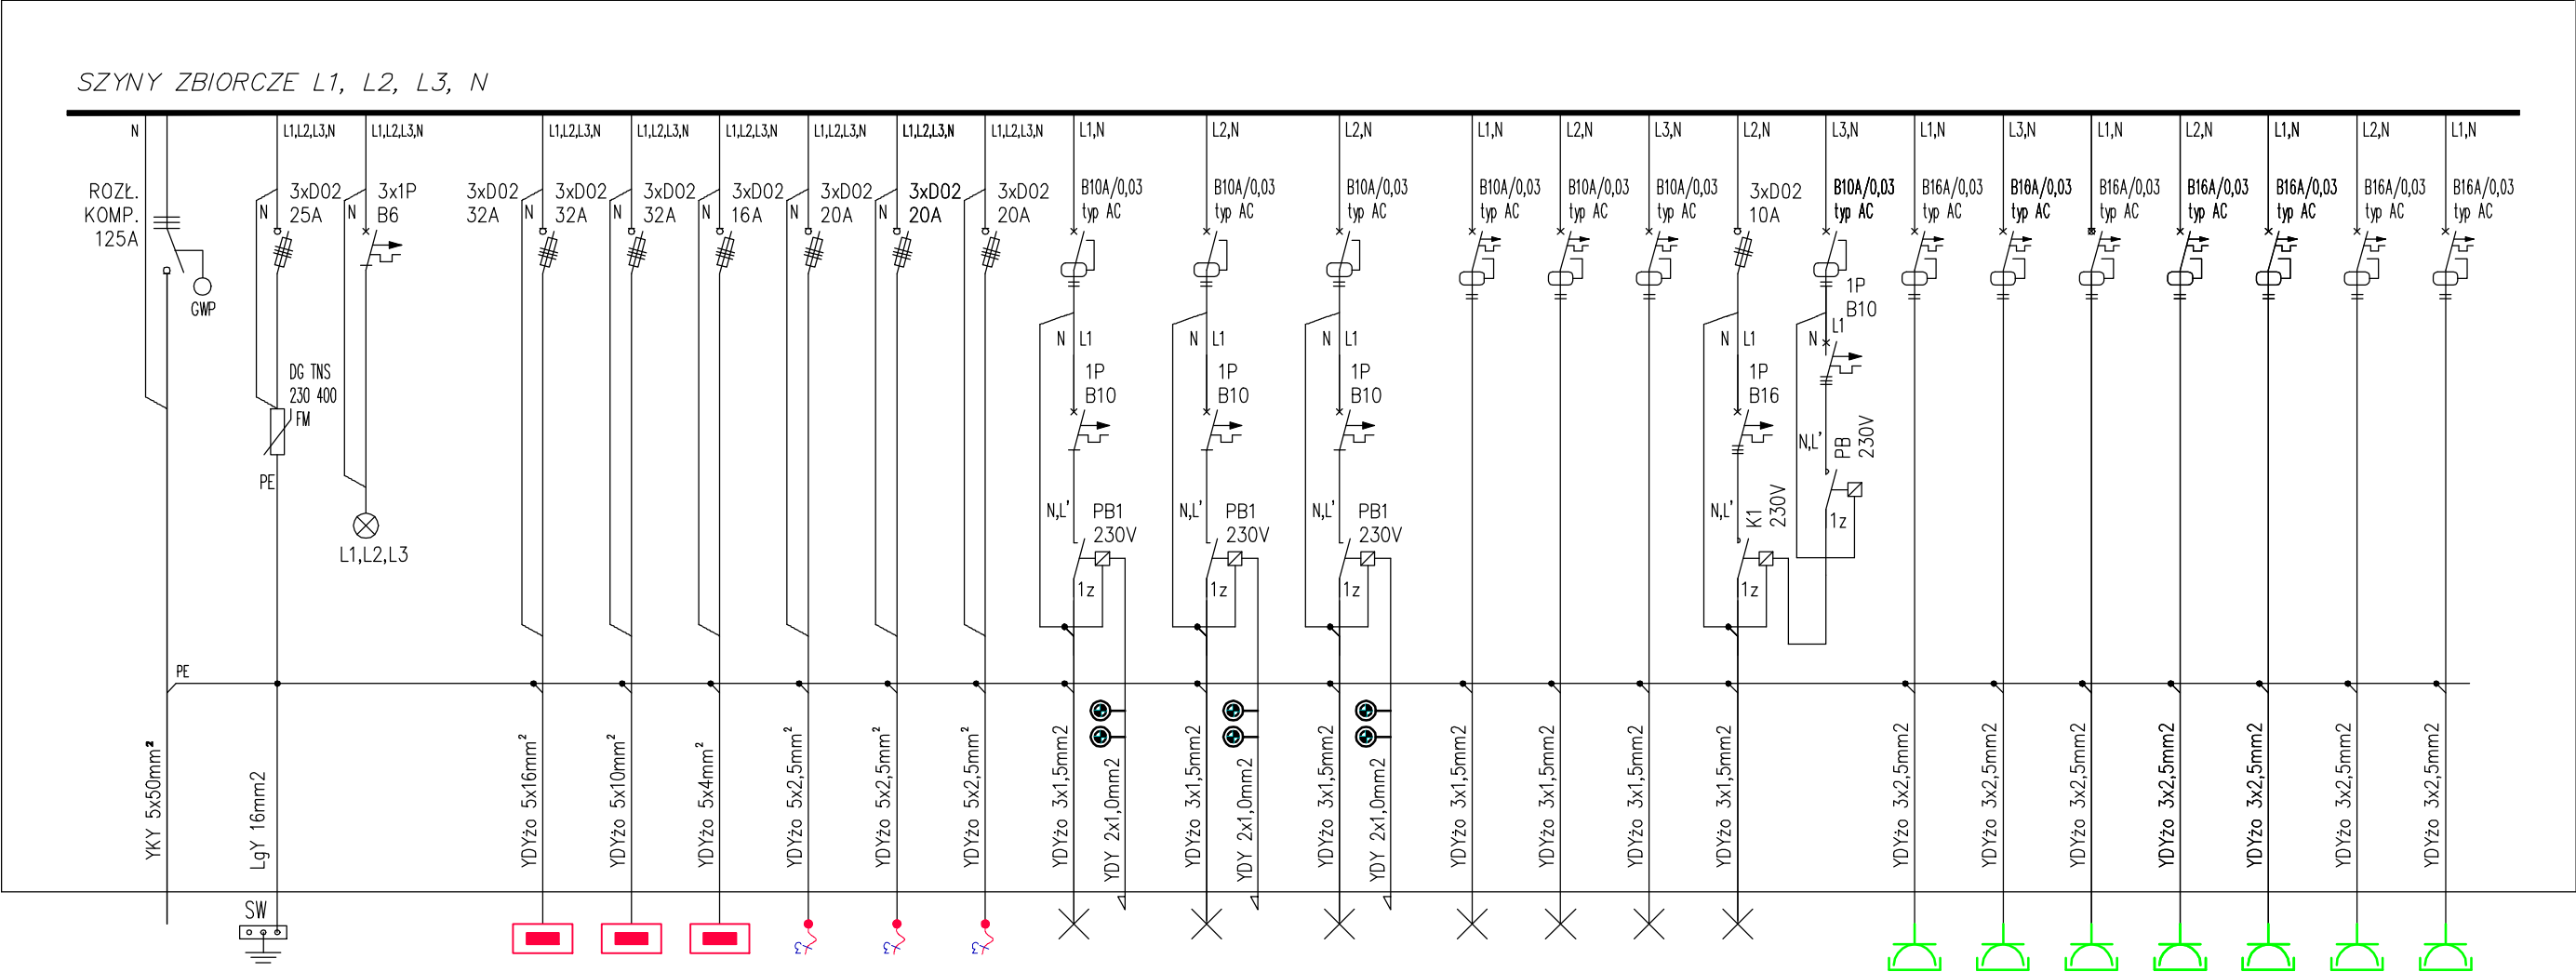 SZYNY ZBIORCZE L1, L2, L3, N
N
L1,L2,L3,N
L1,L2,L3,N
L1,L2,L3,N
L1,L2,L3,N
L1,L2,L3,N
L1,L2,L3,N
L1,L2,L3,N
L1,L2,L3,N
L1,N
L2,N
L2,N
L1,N
L2,N
L3,N
L2,N
L3,N
L1,N
L3,N
L1,N
L2,N
L1,N
L2,N
L1,N
ROZŁ.
KOMP.
125A
GWP
N
3xD02
25A
N
3x1P
B6
3xD02
32A
N
3xD02
32A
N
3xD02
32A
N
3xD02
16A
N
3xD02
20A
N
3xD02
20A
N
3xD02
20A
B10A/0,03
typ AC
B10A/0,03
typ AC
B10A/0,03
typ AC
B10A/0,03
typ AC
B10A/0,03
typ AC
B10A/0,03
typ AC
3xD02
10A
B10A/0,03
typ AC
B16A/0,03
typ AC
B16A/0,03
typ AC
B16A/0,03
typ AC
B16A/0,03
typ AC
B16A/0,03
typ AC
B16A/0,03
typ AC
B16A/0,03
typ AC
1P
B10
L1
N
N L1
N L1
N L1
N L1
DG TNS
230 400
FM
PE
1P
B10
1P
B10
1P
B10
1P
B16
N,L'
PB
230V
1z
L1,L2,L3
N,L'
PB1
230V
1z
N,L'
PB1
230V
1z
N,L'
PB1
230V
1z
N,L'
K1
230V
1z
PE
YKY 5x50mm²
LgY 16mm2
YDYżo 5x16mm²
YDYżo 5x10mm²
YDYżo 5x4mm²
YDYżo 5x2,5mm²
YDYżo 5x2,5mm²
YDYżo 5x2,5mm²
YDYżo 3x1,5mm2
YDY 2x1,0mm2
YDYżo 3x1,5mm2
YDY 2x1,0mm2
YDYżo 3x1,5mm2
YDY 2x1,0mm2
YDYżo 3x1,5mm2
YDYżo 3x1,5mm2
YDYżo 3x1,5mm2
YDYżo 3x1,5mm2
YDYżo 3x2,5mm2
YDYżo 3x2,5mm2
YDYżo 3x2,5mm2
YDYżo 3x2,5mm2
YDYżo 3x2,5mm2
YDYżo 3x2,5mm2
YDYżo 3x2,5mm2
SW
3
3
3